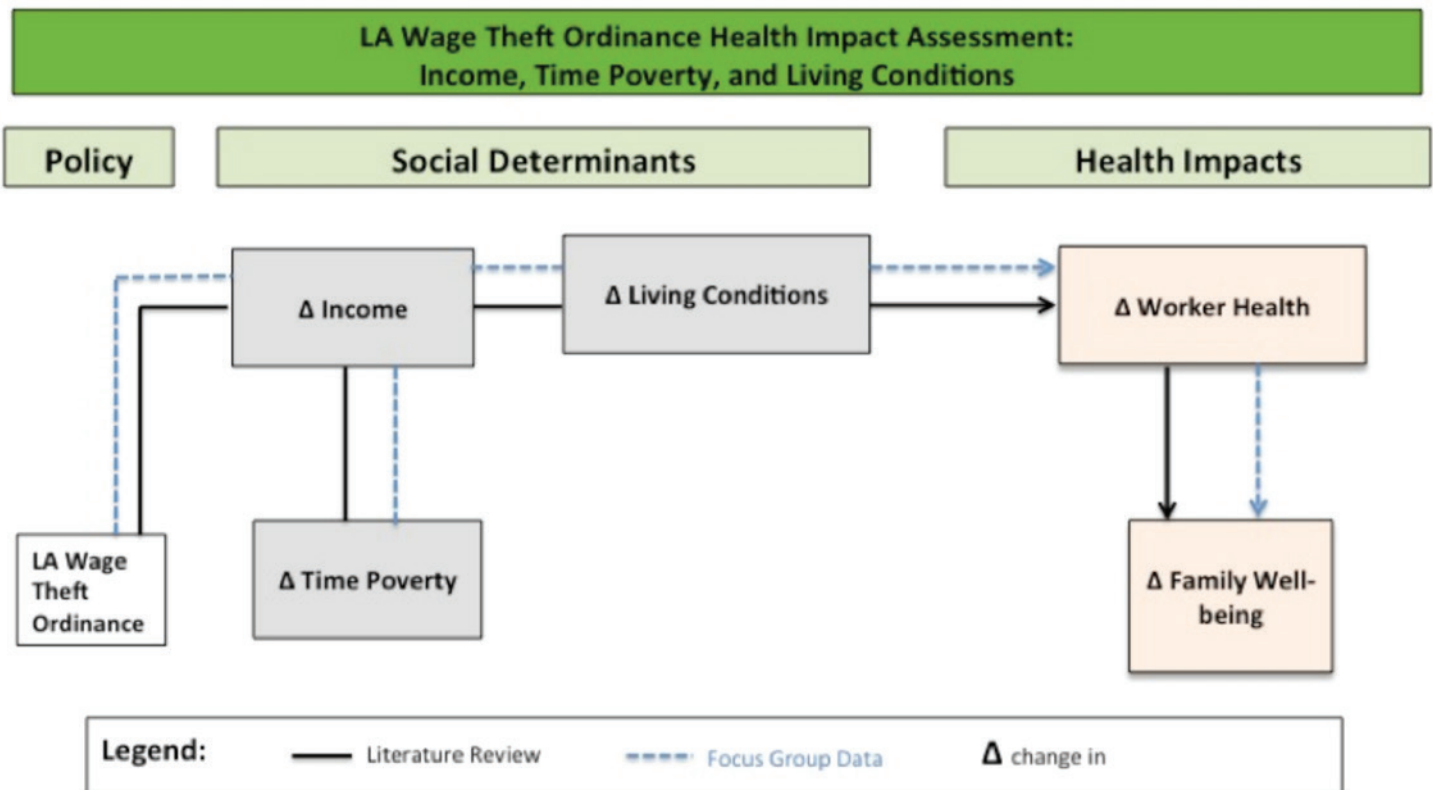 LA Wage Theft Ordinance Health Impact Assessment:
Income, Time Poverty, and Living Conditions
Policy
Social Determinants
Health Impacts
Δ Income
Δ Living Conditions
Δ Worker Health
LA Wage
Theft
Ordinance
Δ Time Poverty
Δ Family Well-
being
Legend:
Literature Review
Focus Group Data
Δ change in